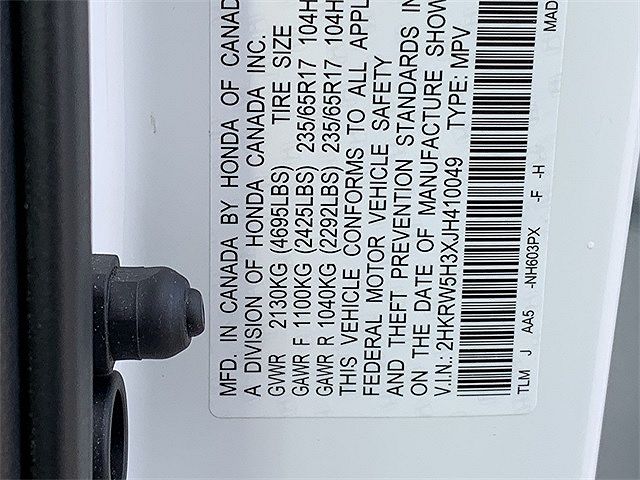 MFD. IN CANADA BY HONDA OF CANAD
A DIVISION OF HONDA CANADA INC.
GVWR 2130KG (4695LBS) TIRE SIZE
GAWR F 1100KG (2425LBS) 235/65R17 104H
GAWR R 1040KG (2292LBS) 235/65R17 104H
THIS VEHICLE CONFORMS TO ALL APPL
FEDERAL MOTOR VEHICLE SAFETY
AND THEFT PREVENTION STANDARDS IN
ON THE DATE OF MANUFACTURE SHOW
V.I.N.: 2HKRW5H3XJH410049 TYPE: MPV
TLM J AA5 -NH603PX -F -H MAD